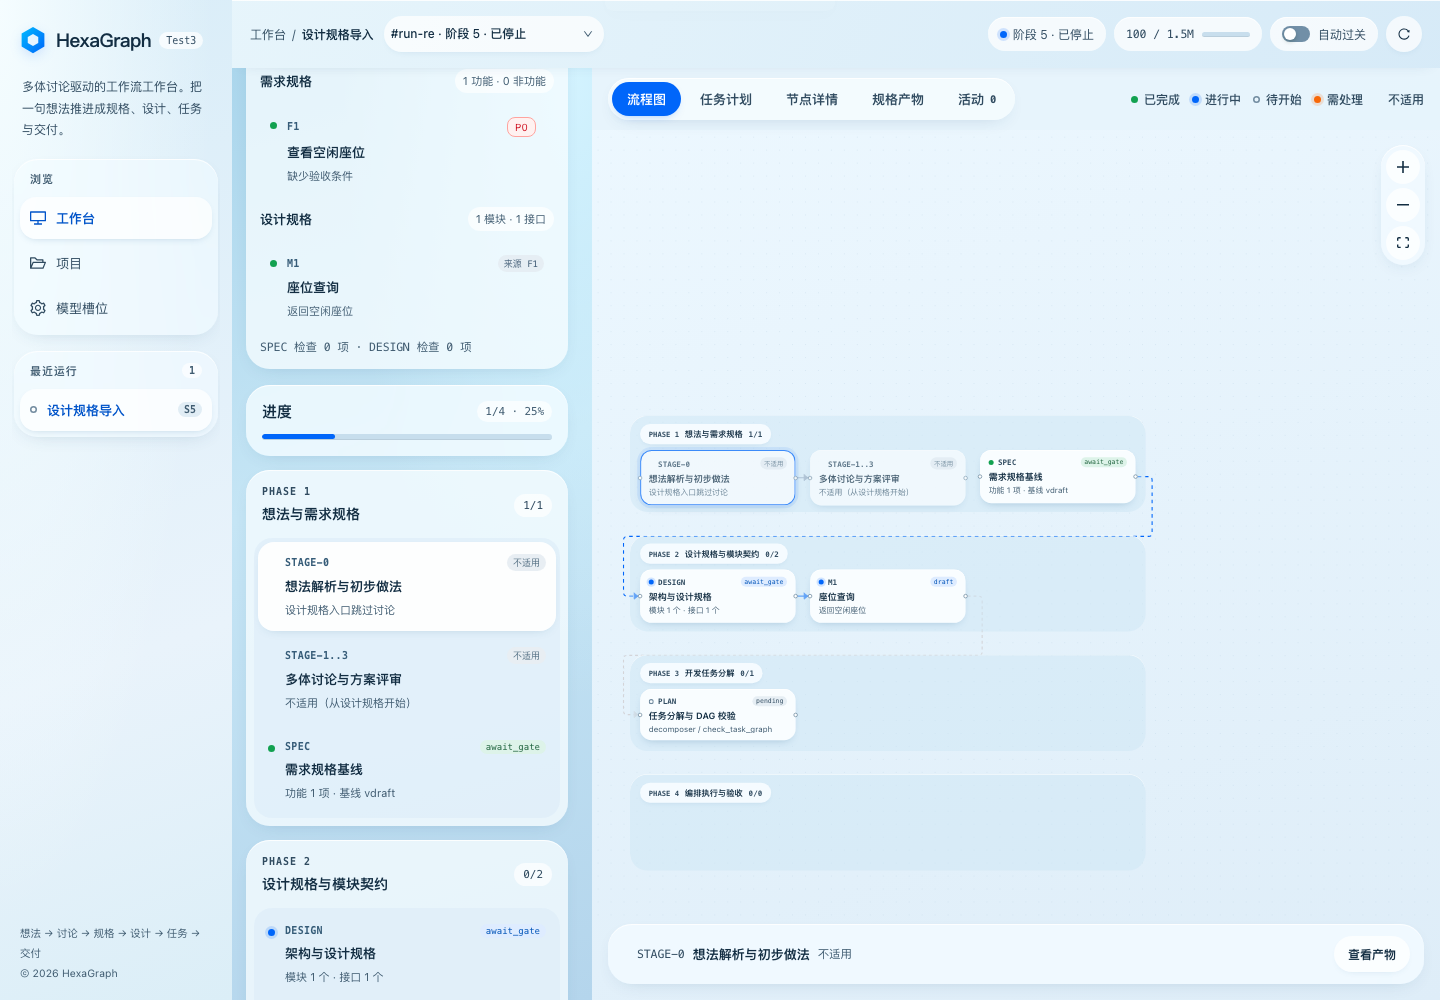 HexaGraph Test3
多体讨论驱动的工作流工作台。把
一句想法推进成规格、设计、任务
与交付。
浏览
工作台
项目
模型槽位
最近运行 1
设计规格导入 S5
想法 → 讨论 → 规格 → 设计 → 任务 →
交付
© 2026 HexaGraph
工作台 / 设计规格导入
#run-re · 阶段 5 · 已停止
阶段 5 · 已停止
100 / 1.5M
自动过关
需求规格 1 功能 · 0 非功能
F1 P0
查看空闲座位
缺少验收条件
设计规格 1 模块 · 1 接口
M1 来源 F1
座位查询
返回空闲座位
SPEC 检查 0 项 · DESIGN 检查 0 项
进度 1/4 · 25%
PHASE 1
想法与需求规格 1/1
STAGE-0 不适用
想法解析与初步做法
设计规格入口跳过讨论
STAGE-1..3 不适用
多体讨论与方案评审
不适用（从设计规格开始）
SPEC await_gate
需求规格基线
功能 1 项 · 基线 vdraft
PHASE 2
设计规格与模块契约 0/2
DESIGN await_gate
架构与设计规格
模块 1 个 · 接口 1 个
流程图 任务计划 节点详情 规格产物 活动 0
已完成 进行中 待开始 需处理 不适用
PHASE 1 想法与需求规格 1/1
STAGE-0 不适用
想法解析与初步做法
设计规格入口跳过讨论
STAGE-1..3 不适用
多体讨论与方案评审
不适用（从设计规格开始）
SPEC await_gate
需求规格基线
功能 1 项 · 基线 vdraft
PHASE 2 设计规格与模块契约 0/2
DESIGN await_gate
架构与设计规格
模块 1 个 · 接口 1 个
M1 draft
座位查询
返回空闲座位
PHASE 3 开发任务分解 0/1
PLAN pending
任务分解与 DAG 校验
decomposer / check_task_graph
PHASE 4 编排执行与验收 0/0
STAGE-0 想法解析与初步做法 不适用
查看产物